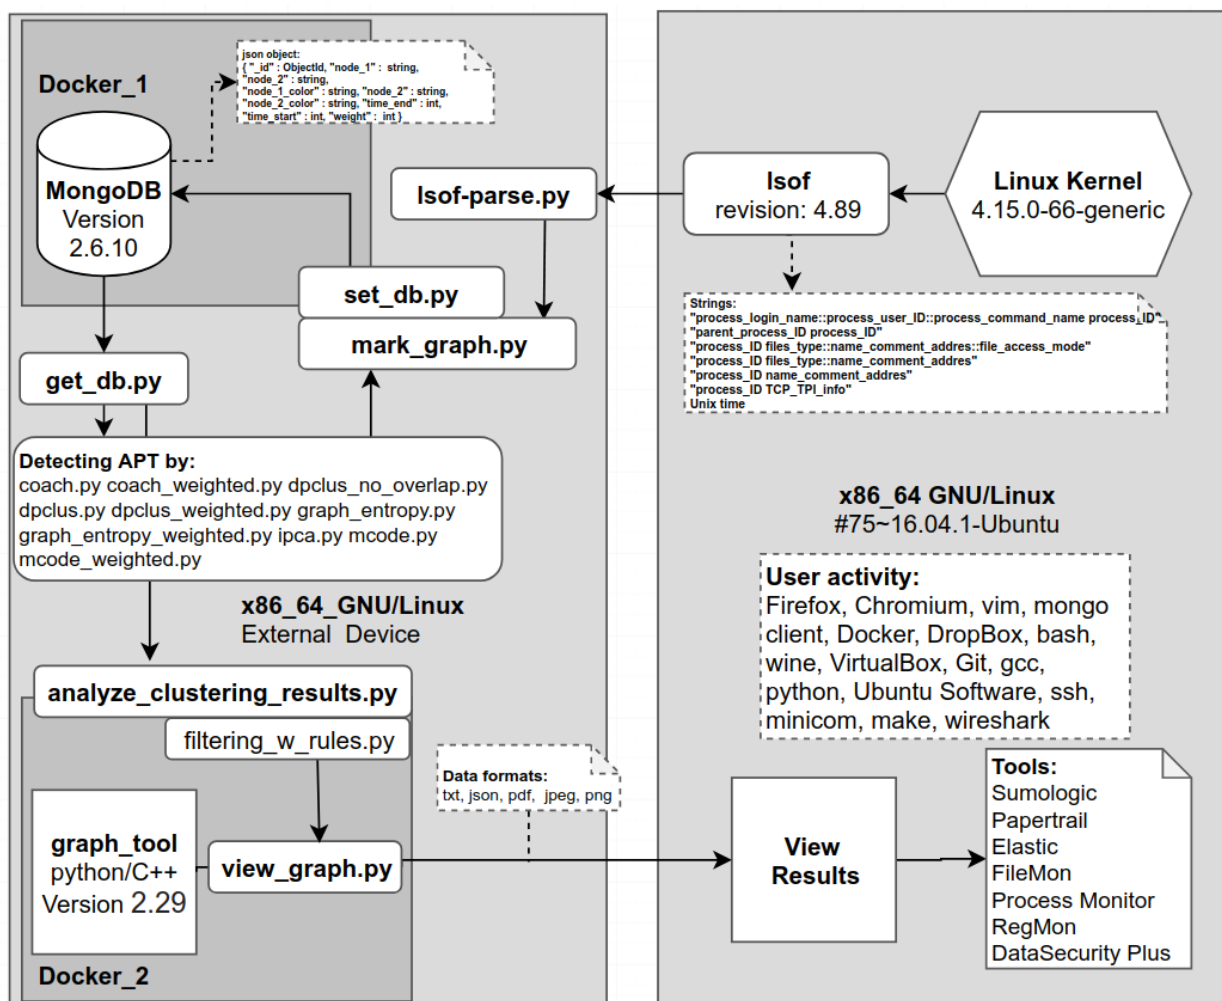 Docker_1
json object:
{ "_id" : ObjectId, "node_1" : string,
"node_2" : string,
"node_1_color" : string, "node_2" : string,
"node_2_color" : string, "time_end" : int,
"time_start" : int, "weight" : int }
MongoDB
Version
2.6.10
lsof-parse.py
lsof
revision: 4.89
Linux Kernel
4.15.0-66-generic
set_db.py
mark_graph.py
Strings:
"process_login_name::process_user_ID::process_command_name process_ID"
"parent_process_ID process_ID"
"process_ID files_type::name_comment_addres::file_access_mode"
"process_ID files_type::name_comment_addres"
"process_ID name_comment_addres"
"process_ID TCP_TPI_info"
Unix time
get_db.py
Detecting APT by:
coach.py coach_weighted.py dpclus_no_overlap.py
dpclus.py dpclus_weighted.py graph_entropy.py
graph_entropy_weighted.py ipca.py mcode.py
mcode_weighted.py
x86_64_GNU/Linux
External Device
x86_64 GNU/Linux
#75~16.04.1-Ubuntu
User activity:
Firefox, Chromium, vim, mongo
client, Docker, DropBox, bash,
wine, VirtualBox, Git, gcc,
python, Ubuntu Software, ssh,
minicom, make, wireshark
analyze_clustering_results.py
filtering_w_rules.py
Data formats:
txt, json, pdf, jpeg, png
graph_tool
python/C++
Version 2.29
view_graph.py
Docker_2
View
Results
Tools:
Sumologic
Papertrail
Elastic
FileMon
Process Monitor
RegMon
DataSecurity Plus